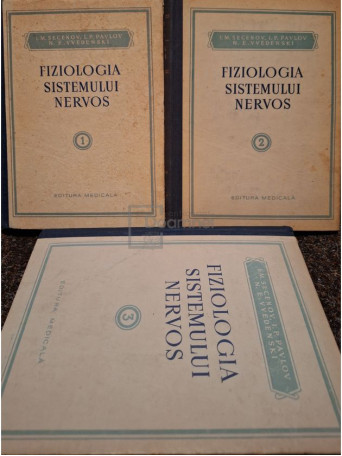 I.M. SECENOV, I.P. PAVLOV
N. E. VVEDENSKI
FIZIOLOGIA
SISTEMULUI
NERVOS
1
EDITURA MEDICALA
I.M. SECENOV, I.P. PAVLOV
N. E. VVEDENSKI
FIZIOLOGIA
SISTEMULUI
NERVOS
2
EDITURA MEDICALA
I.M. SECENOV, I.P. PAVLOV
N. E. VVEDENSKI
FIZIOLOGIA
SISTEMULUI
NERVOS
3
EDITURA MEDICALA